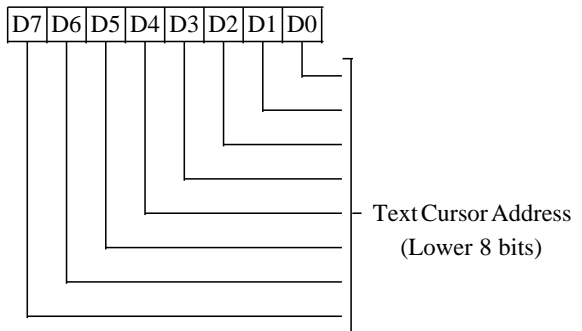 D7 D6 D5 D4 D3 D2 D1 D0
Text Cursor Address
(Lower 8 bits)